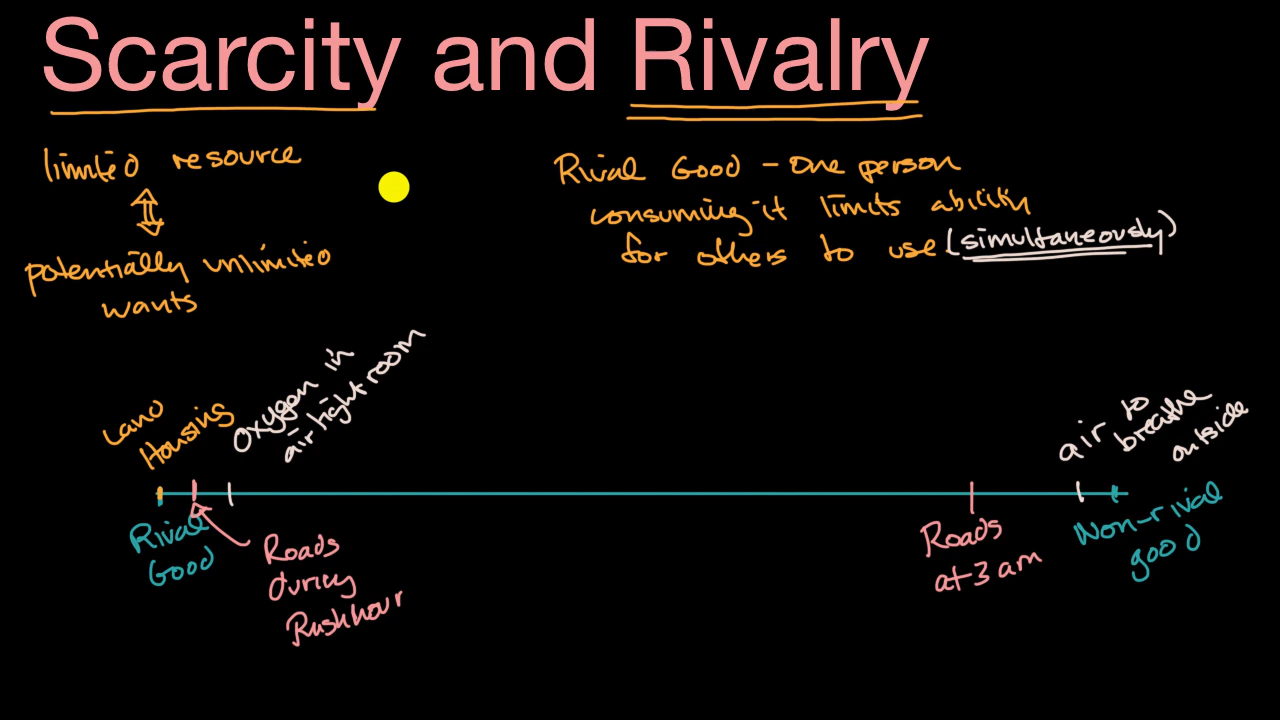 Scarcity and Rivalry
limited resource
potentially unlimited
wants
Rival Good - One person
consuming it limits ability
for others to use (simultaneously)
Land
Housing
Oxygen in
air tight room
air to
breathe
outside
Rival
Good
Roads
during
Rush hour
Roads
at 3 am
Non-rival
good